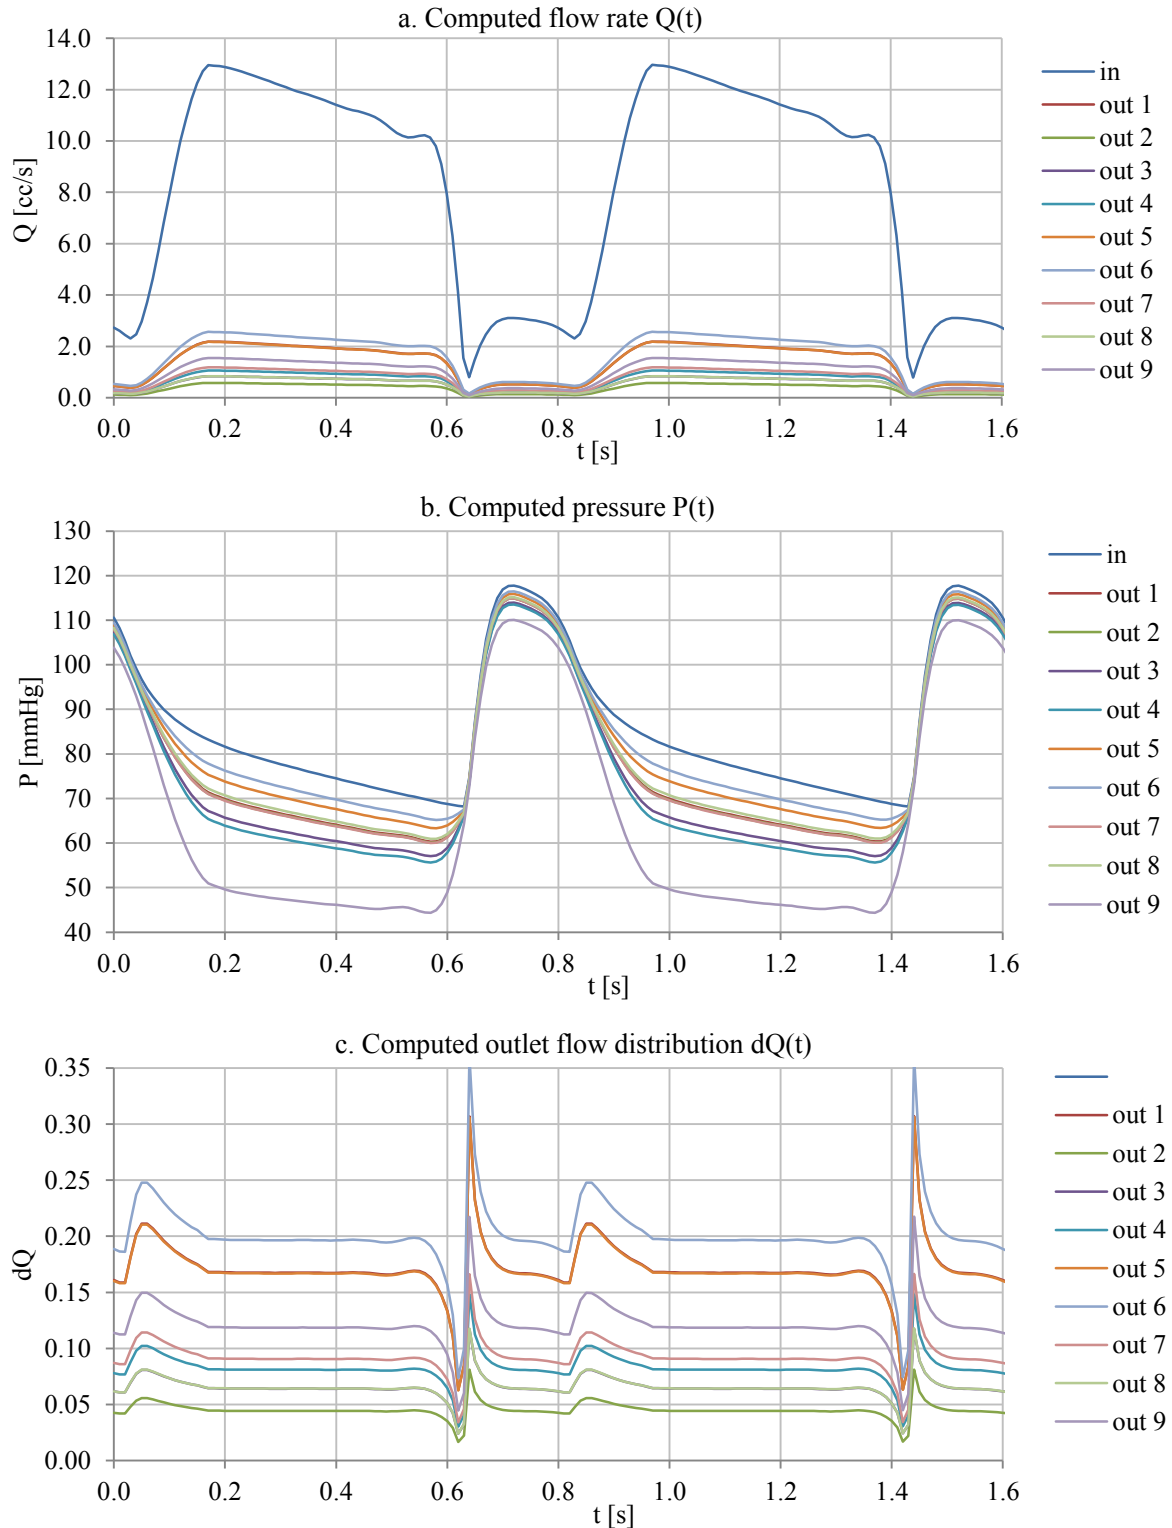 a. Computed flow rate Q(t)
Q [cc/s]
14.0
12.0
10.0
8.0
6.0
4.0
2.0
0.0
0.0 0.2 0.4 0.6 0.8 1.0 1.2 1.4 1.6
t [s]
in
out 1
out 2
out 3
out 4
out 5
out 6
out 7
out 8
out 9
b. Computed pressure P(t)
P [mmHg]
130
120
110
100
90
80
70
60
50
40
0.0 0.2 0.4 0.6 0.8 1.0 1.2 1.4 1.6
t [s]
in
out 1
out 2
out 3
out 4
out 5
out 6
out 7
out 8
out 9
c. Computed outlet flow distribution dQ(t)
dQ
0.35
0.30
0.25
0.20
0.15
0.10
0.05
0.00
0.0 0.2 0.4 0.6 0.8 1.0 1.2 1.4 1.6
t [s]
out 1
out 2
out 3
out 4
out 5
out 6
out 7
out 8
out 9